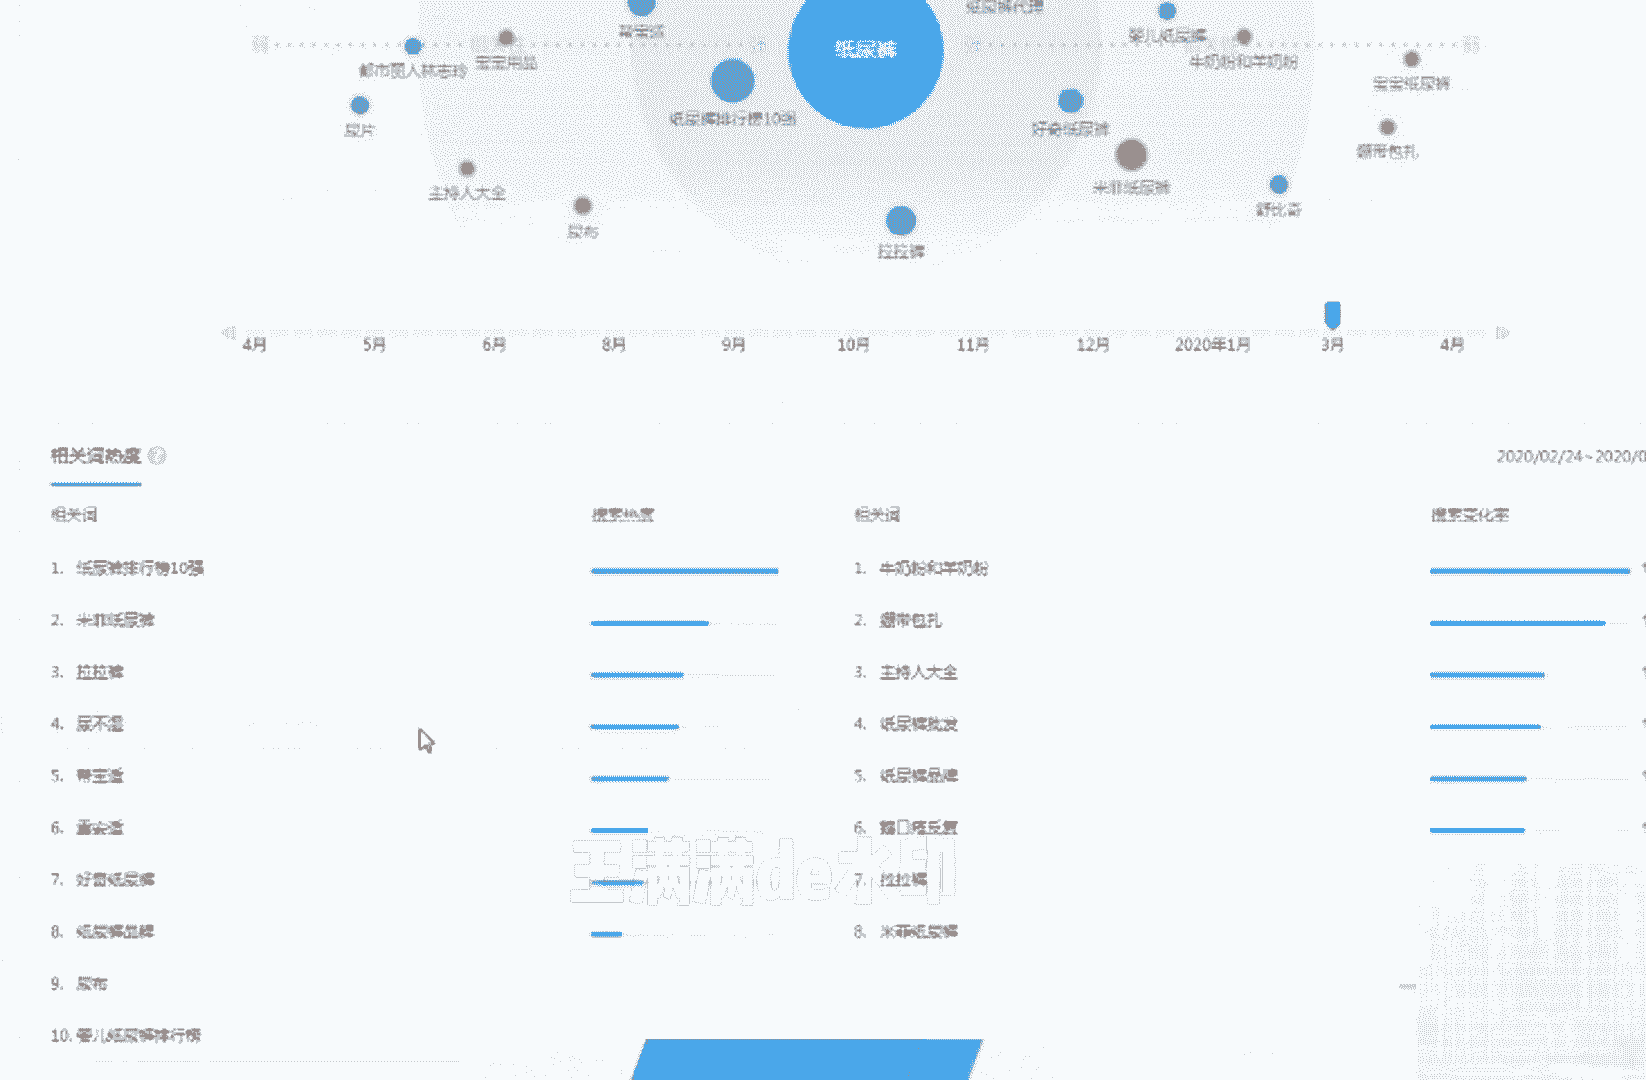 纸尿裤代理
帮宝适
婴儿纸尿裤
纸尿裤
都市丽人林志玲
宝宝用品
牛奶粉和羊奶粉
宝宝纸尿裤
尿片
纸尿裤排行榜10强
好奇纸尿裤
绷带包扎
主持人大全
米菲纸尿裤
尿布
舒比奇
拉拉裤
4月 5月 6月 8月 9月 10月 11月 12月 2020年1月 3月 4月
相关词热度 2020/02/24~2020/0
相关词 搜索热度 相关词 搜索变化率
1. 纸尿裤排行榜10强 1. 牛奶粉和羊奶粉
2. 米菲纸尿裤 2. 绷带包扎
3. 拉拉裤 3. 主持人大全
4. 尿不湿 4. 纸尿裤批发
5. 帮宝适 5. 纸尿裤品牌
6. 6.
王满满de水印
7. 好奇纸尿裤 7. 拉拉裤
8. 纸尿裤品牌 8. 米菲纸尿裤
9. 尿布
10. 婴儿纸尿裤排行榜